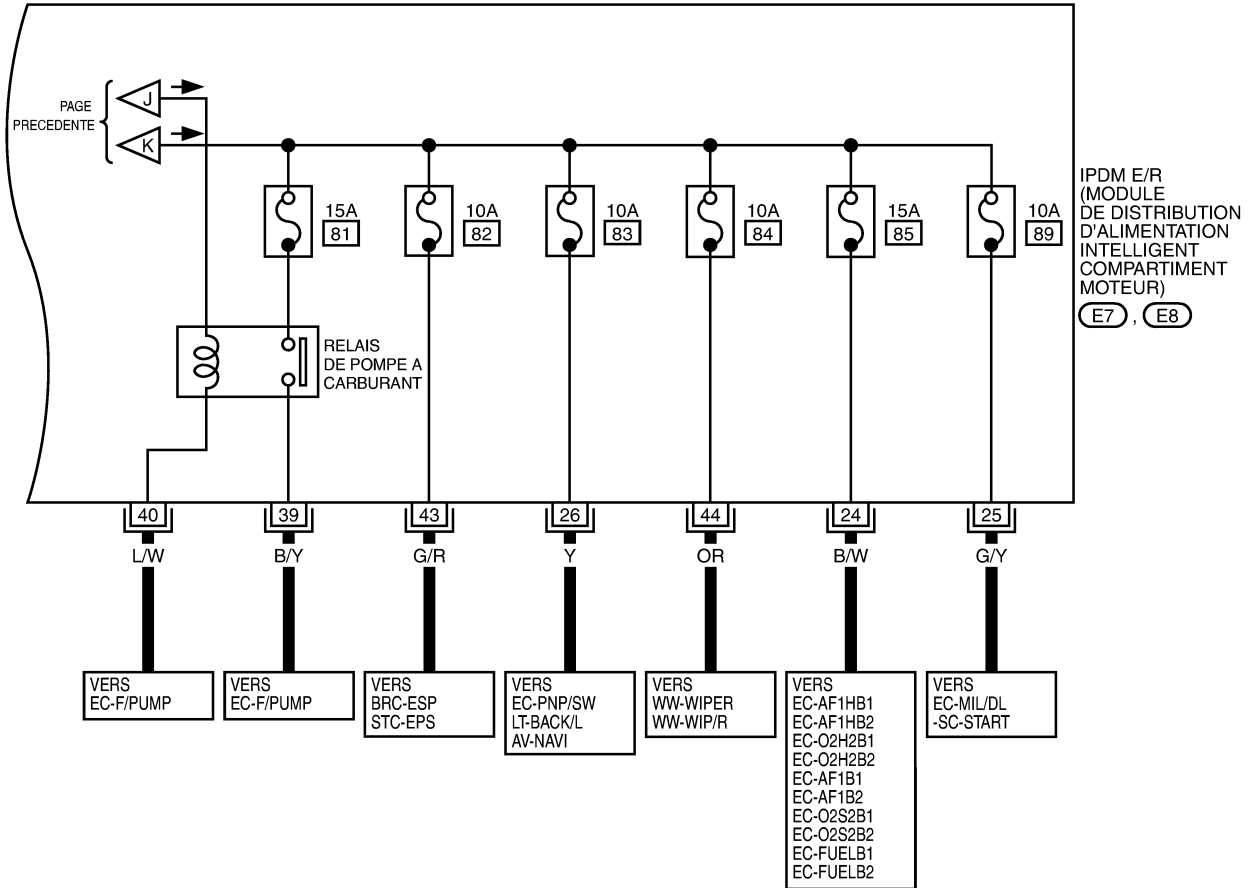 PAGE
PRECEDENTE
J
K
15A
81
10A
82
10A
83
10A
84
15A
85
10A
89
IPDM E/R
(MODULE
DE DISTRIBUTION
D'ALIMENTATION
INTELLIGENT
COMPARTIMENT
MOTEUR)
E7 , E8
RELAIS
DE POMPE A
CARBURANT
40
39
43
26
44
24
25
L/W
B/Y
G/R
Y
OR
B/W
G/Y
VERS
EC-F/PUMP
VERS
EC-F/PUMP
VERS
BRC-ESP
STC-EPS
VERS
EC-PNP/SW
LT-BACK/L
AV-NAVI
VERS
WW-WIPER
WW-WIP/R
VERS
EC-AF1HB1
EC-AF1HB2
EC-O2H2B1
EC-O2H2B2
EC-AF1B1
EC-AF1B2
EC-O2S2B1
EC-O2S2B2
EC-FUELB1
EC-FUELB2
VERS
EC-MIL/DL
-SC-START